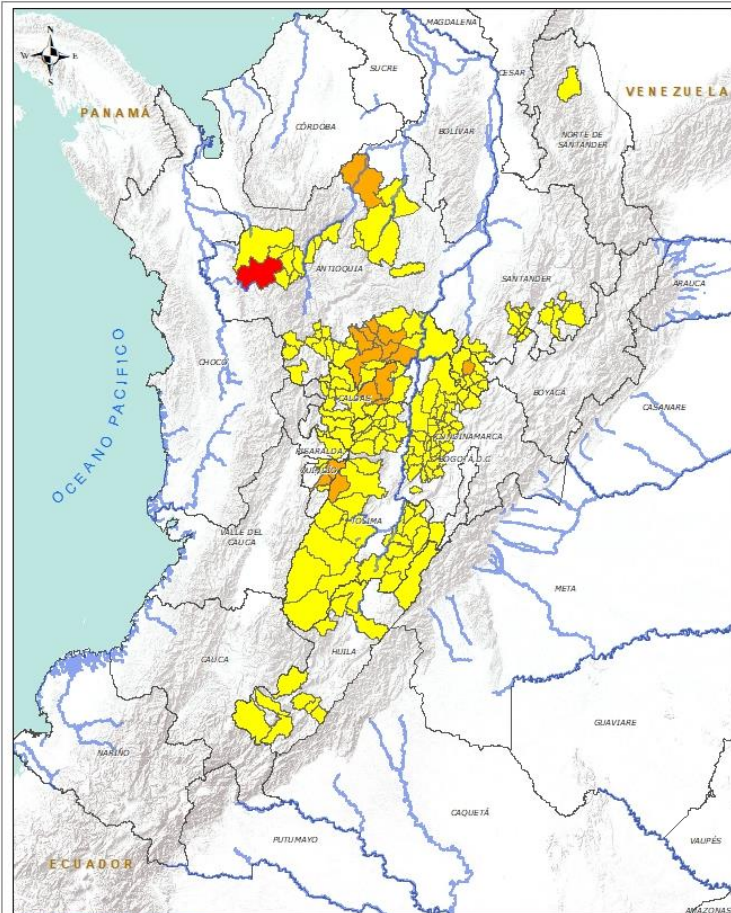 MAGDALENA
N
W E
S
SUCRE
CESAR
VENEZUELA
PANAMÁ
CÓRDOBA
BOLÍVAR
NORTE DE
SANTANDER
ANTIOQUIA
SANTANDER
ARAUCA
CHOCÓ
BOYACÁ
CALDAS
CASANARE
OCEANO PACIFICO
CUNDINAMARCA
RISARALDA
BOGOTÁ D.C.
QUINDÍO
TOLIMA
VALLE DEL
CAUCA
META
CAUCA
HUILA
GUAVIARE
NARIÑO
CAQUETÁ
PUTUMAYO
VAUPÉS
ECUADOR
AMAZONAS